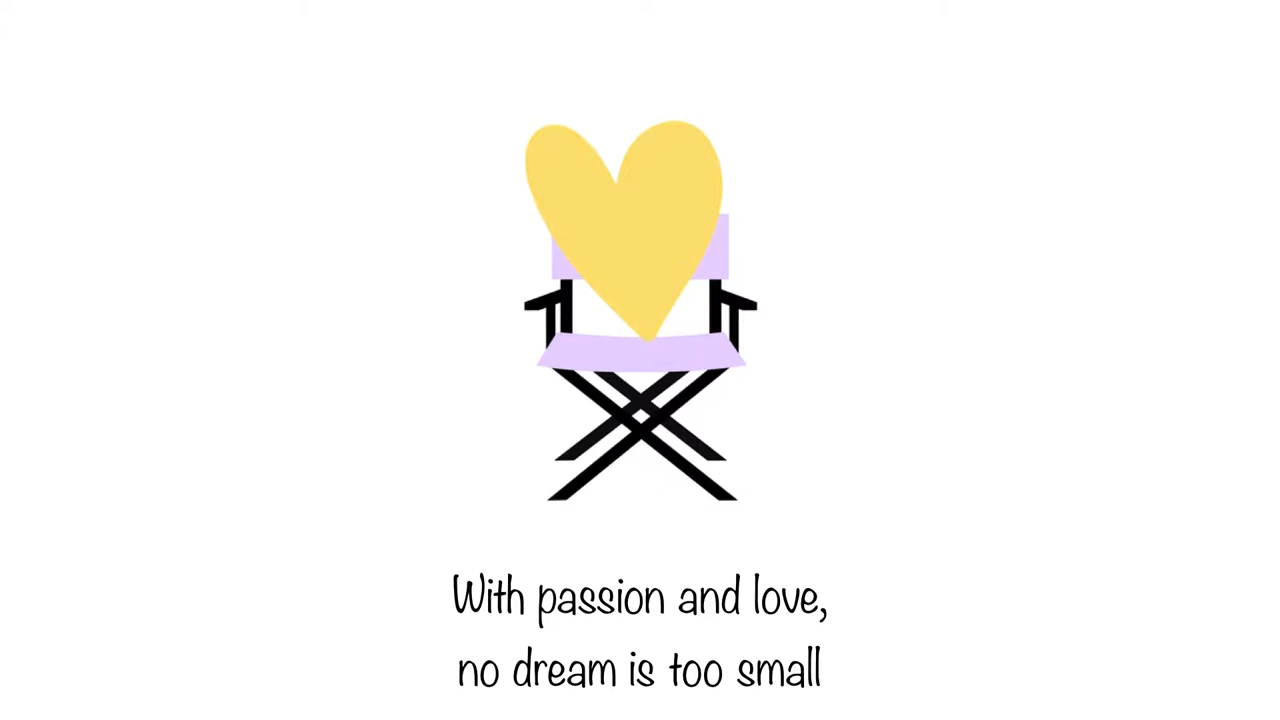 With passion and love,
no dream is too small